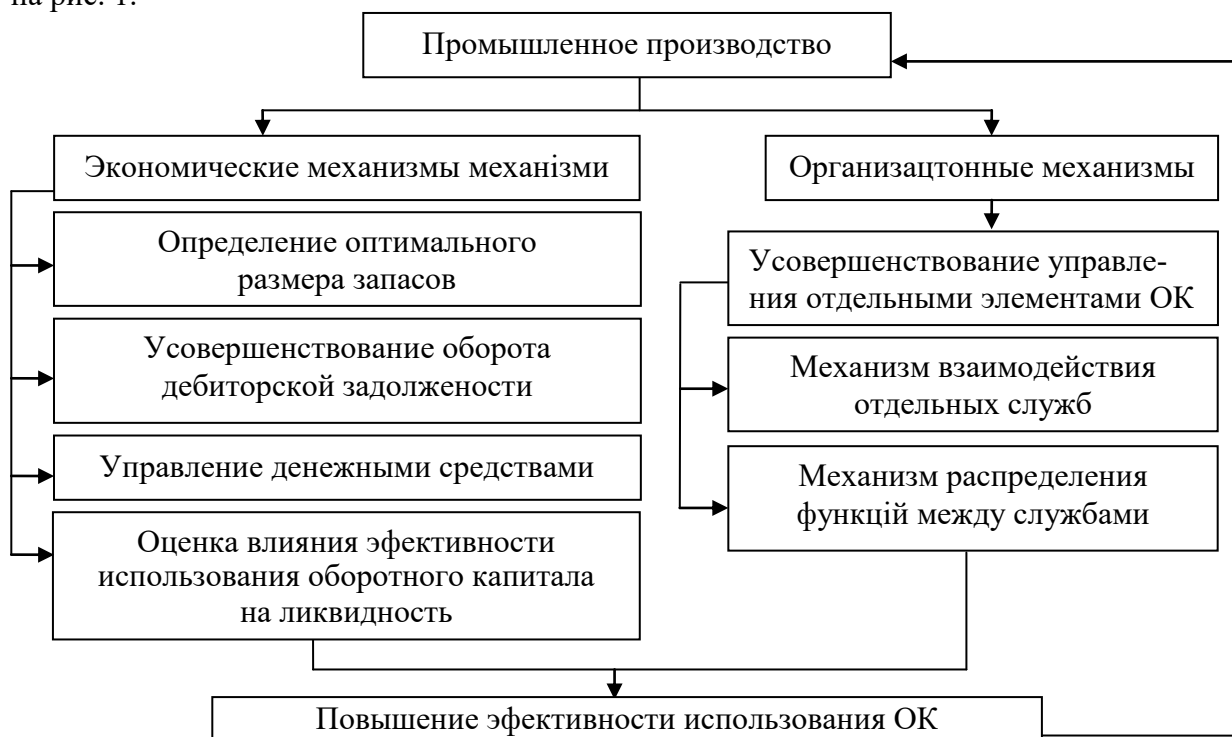 на рис. 1.
Промышленное производство
Экономические механизмы механізми
Определение оптимального
размера запасов
Усовершенствование оборота
дебиторской задолжености
Управление денежными средствами
Оценка влияния эфективности
использования оборотного капитала
на ликвидность
Организацтонные механизмы
Усовершенствование управле-
ния отдельными элементами ОК
Механизм взаимодействия
отдельных служб
Механизм распределения
функцій между службами
Повышение эфективности использования ОК